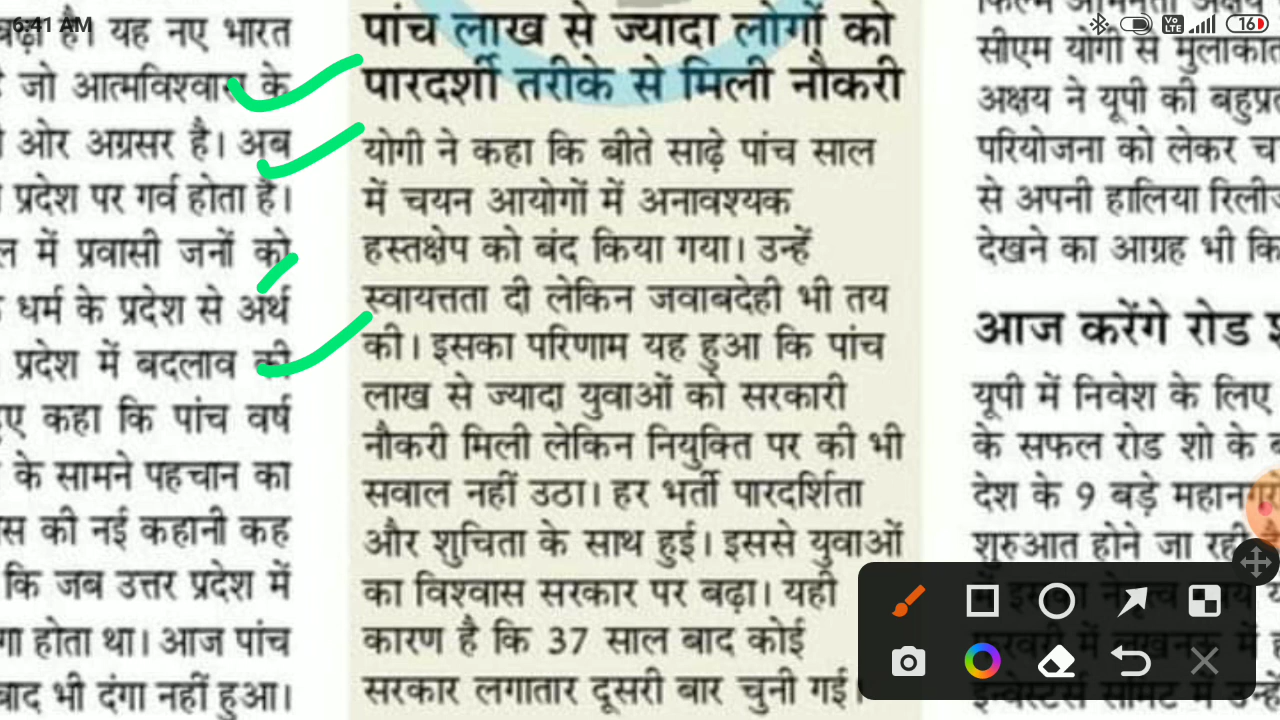 6:41 AM
16
बढ़ा है। यह नए भारत
जो आत्मविश्वास के
ओर अग्रसर है। अब
प्रदेश पर गर्व होता है।
में प्रवासी जनों को
धर्म के प्रदेश से अर्थ
प्रदेश में बदलाव की
कहा कि पांच वर्ष
के सामने पहचान का
की नई कहानी कह
कि जब उत्तर प्रदेश में
होता था। आज पांच
बाद भी दंगा नहीं हुआ।
पांच लाख से ज्यादा लोगों को
पारदर्शी तरीके से मिली नौकरी
योगी ने कहा कि बीते साढ़े पांच साल
में चयन आयोगों में अनावश्यक
हस्तक्षेप को बंद किया गया। उन्हें
स्वायत्तता दी लेकिन जवाबदेही भी तय
की। इसका परिणाम यह हुआ कि पांच
लाख से ज्यादा युवाओं को सरकारी
नौकरी मिली लेकिन नियुक्ति पर की भी
सवाल नहीं उठा। हर भर्ती पारदर्शिता
और शुचिता के साथ हुई। इससे युवाओं
का विश्वास सरकार पर बढ़ा। यही
कारण है कि 37 साल बाद कोई
सरकार लगातार दूसरी बार चुनी गई।
सीएम योगी से मुलाकात
अक्षय ने यूपी की
परियोजना को लेकर
से अपनी हालिया
देखने का आग्रह भी
आज करेंगे रोड
यूपी में निवेश के लिए
के सफल रोड शो के
देश के 9 बड़े
शुरुआत होने जा रही